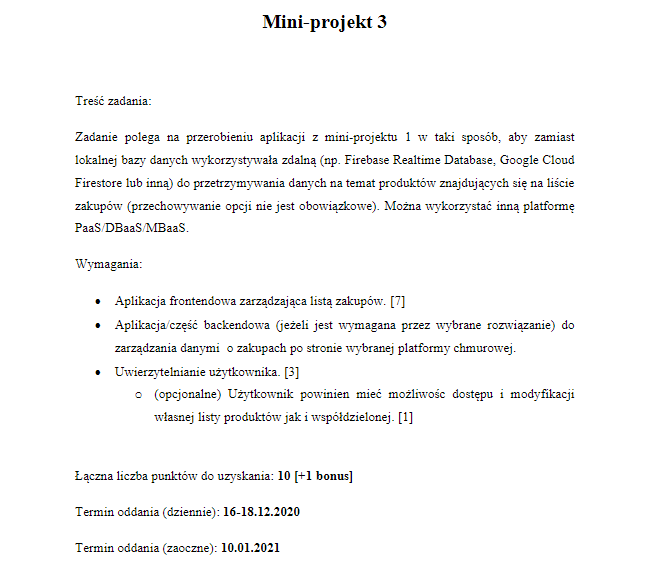 Mini-projekt 3
Treść zadania:
Zadanie polega na przerobieniu aplikacji z mini-projektu 1 w taki sposób, aby zamiast
lokalnej bazy danych wykorzystywała zdalną (np. Firebase Realtime Database, Google Cloud
Firestore lub inną) do przetrzymywania danych na temat produktów znajdujących się na liście
zakupów (przechowywanie opcji nie jest obowiązkowe). Można wykorzystać inną platformę
PaaS/DBaaS/MBaaS.
Wymagania:
• Aplikacja frontendowa zarządzająca listą zakupów. [7]
• Aplikacja/część backendowa (jeżeli jest wymagana przez wybrane rozwiązanie) do
zarządzania danymi o zakupach po stronie wybranej platformy chmurowej.
• Uwierzytelnianie użytkownika. [3]
o (opcjonalne) Użytkownik powinien mieć możliwośc dostępu i modyfikacji
własnej listy produktów jak i współdzielonej. [1]
Łączna liczba punktów do uzyskania: 10 [+1 bonus]
Termin oddania (dziennie): 16-18.12.2020
Termin oddania (zaoczne): 10.01.2021